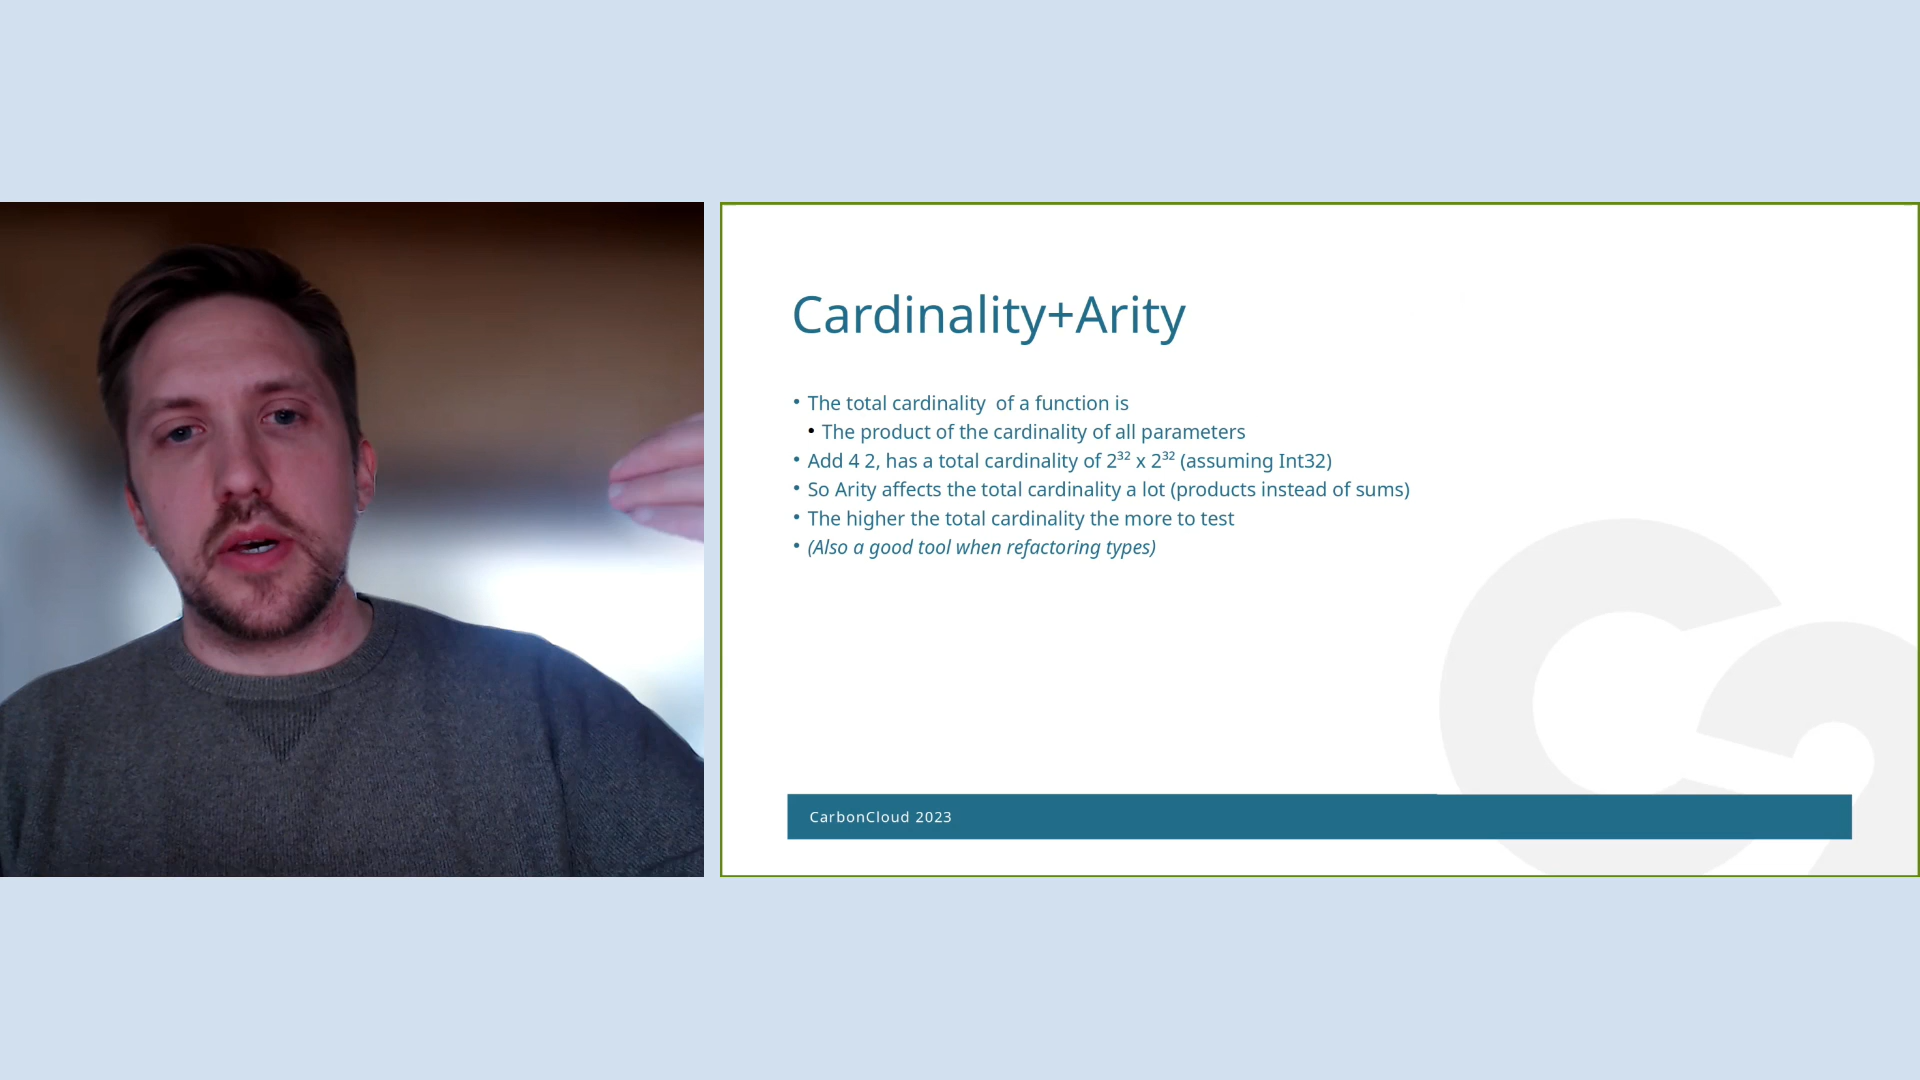 Cardinality+Arity
• The total cardinality  of a function is
• The product of the cardinality of all parameters
• Add 4 2, has a total cardinality of 2³² x 2³² (assuming Int32)
• So Arity affects the total cardinality a lot (products instead of sums)
• The higher the total cardinality the more to test
• (Also a good tool when refactoring types)
CarbonCloud 2023